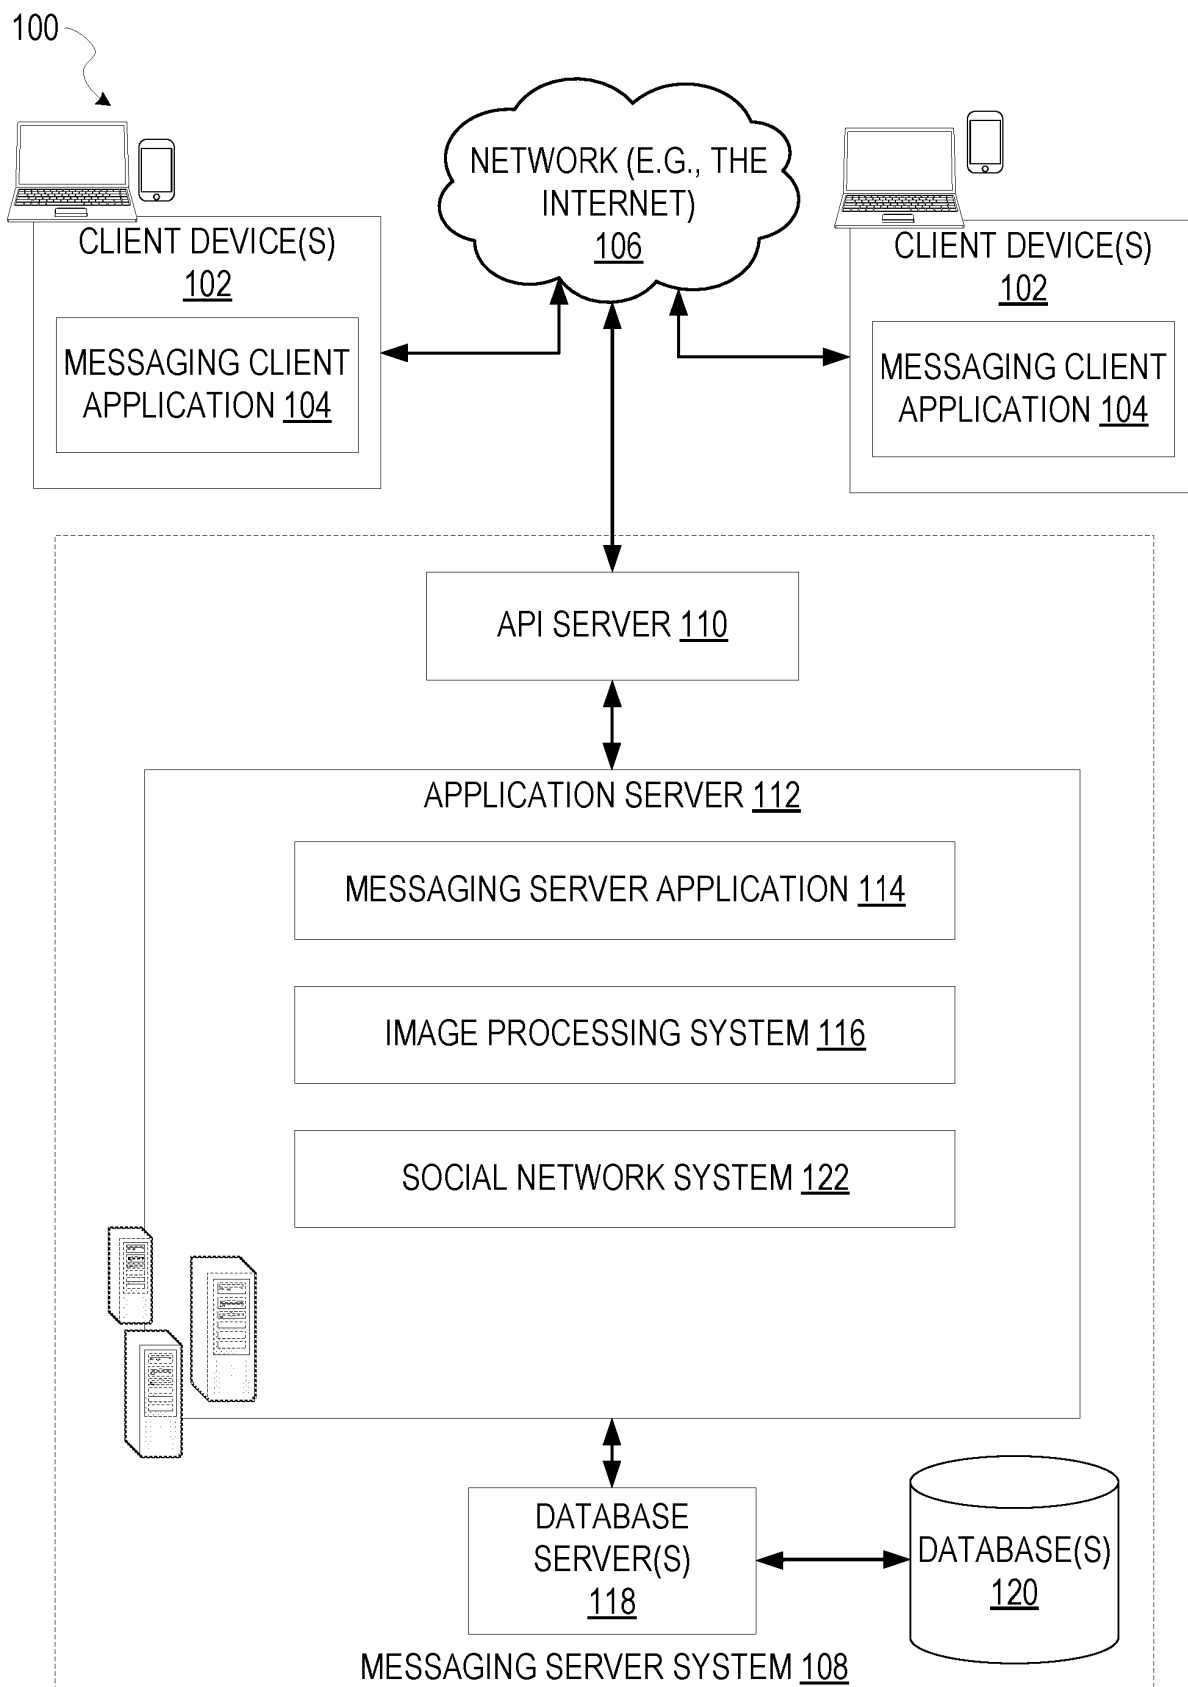 100
NETWORK (E.G., THE
INTERNET)
106
CLIENT DEVICE(S)
102
MESSAGING CLIENT
APPLICATION 104
CLIENT DEVICE(S)
102
MESSAGING CLIENT
APPLICATION 104
API SERVER 110
APPLICATION SERVER 112
MESSAGING SERVER APPLICATION 114
IMAGE PROCESSING SYSTEM 116
SOCIAL NETWORK SYSTEM 122
DATABASE
SERVER(S)
118
DATABASE(S)
120
MESSAGING SERVER SYSTEM 108